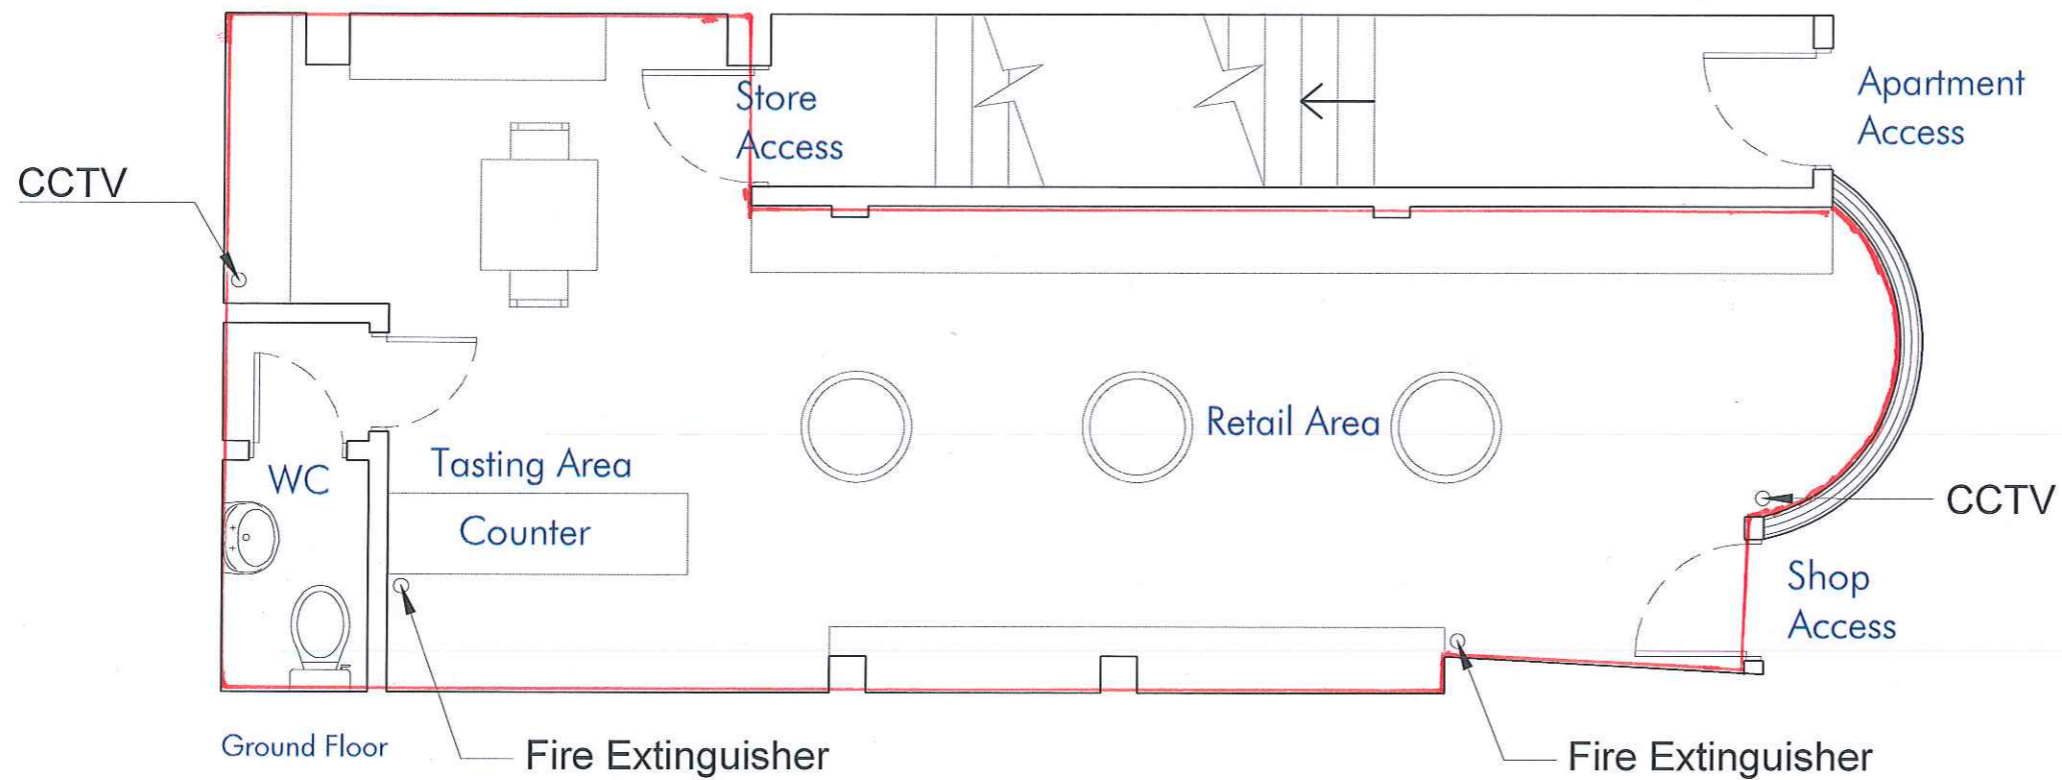 Store
Access
Apartment
Access
CCTV
Retail Area
Tasting Area
WC
Counter
CCTV
Shop
Access
Ground Floor
Fire Extinguisher
Fire Extinguisher